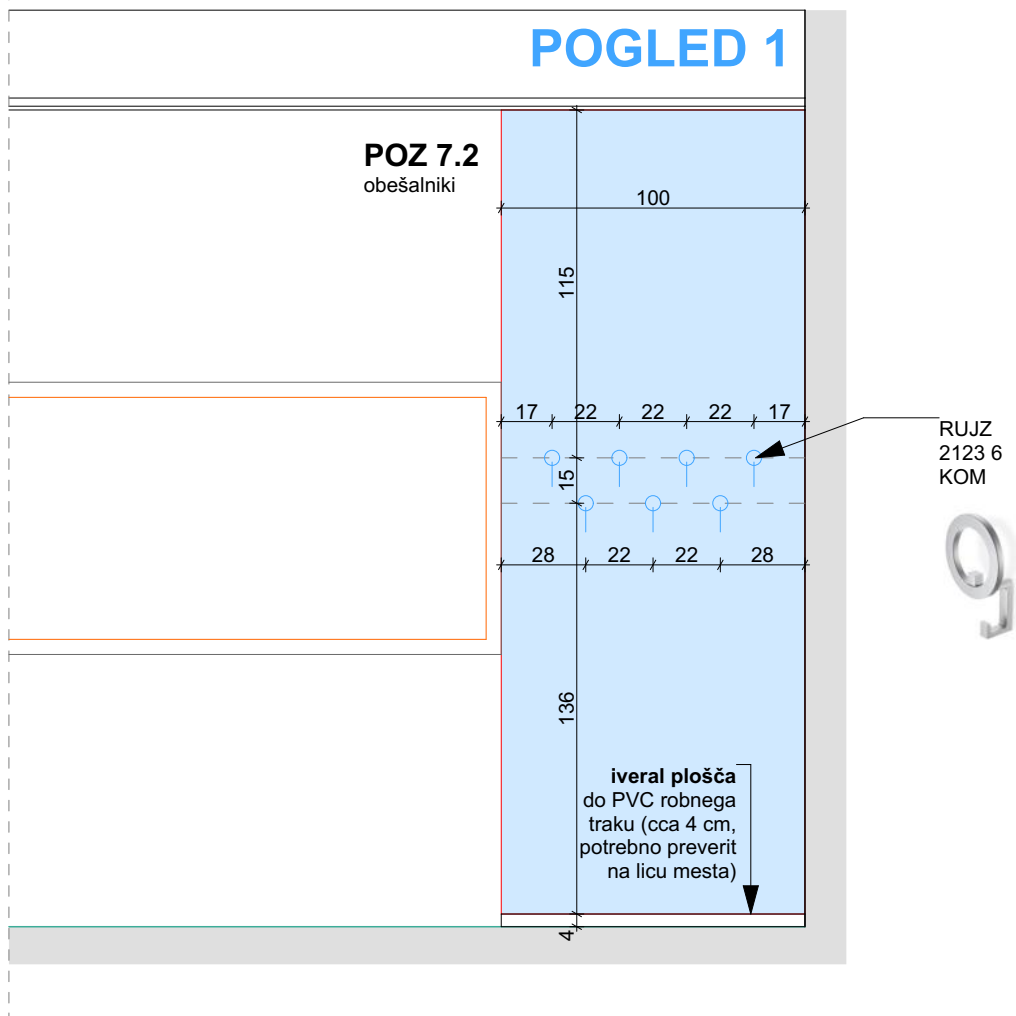 POGLED 1
POZ 7.2
obešalniki
100
115
17 22 22 22 17
RUJZ
2123 6
KOM
15
28 22 22 28
136
iveral plošča
do PVC robnega
traku (cca 4 cm,
potrebno preverit
na licu mesta)
4